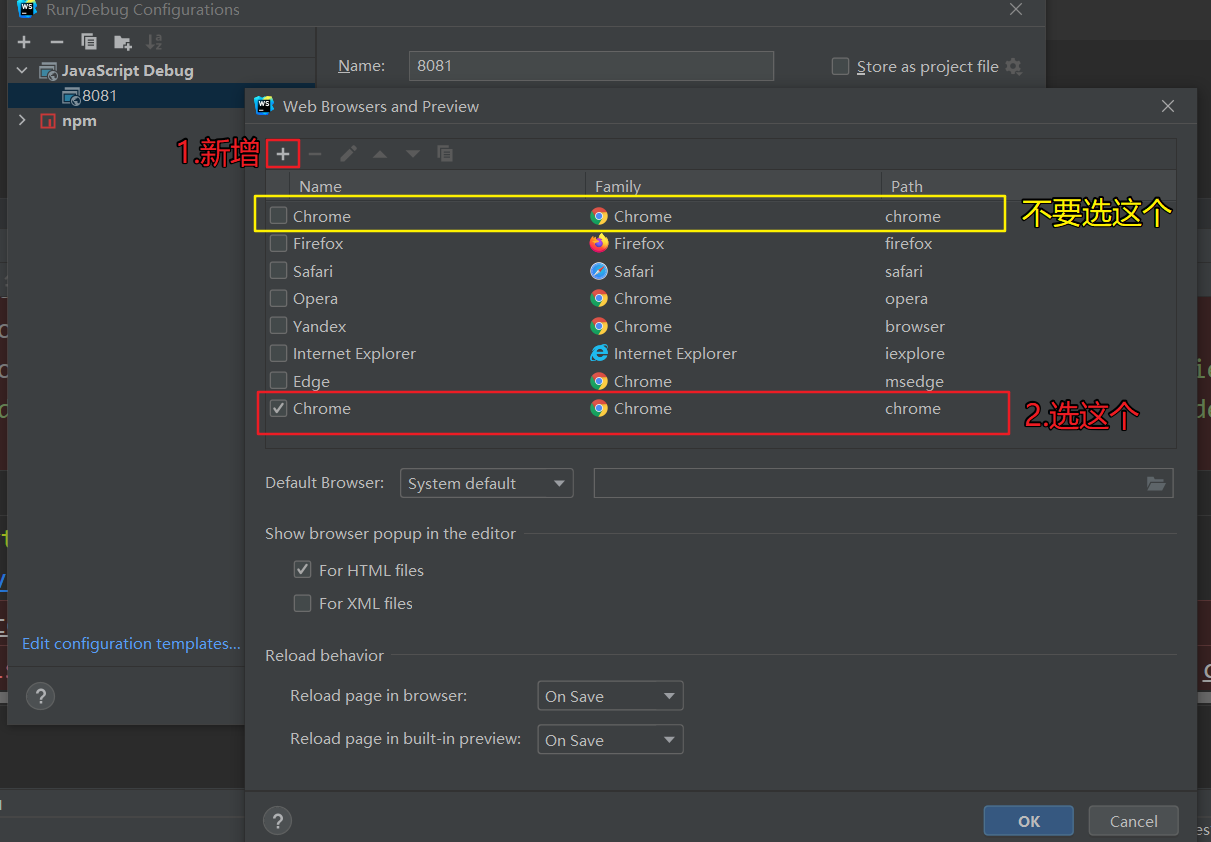 Run/Debug Configurations
Name: 8081 Store as project file
JavaScript Debug
8081
npm
Web Browsers and Preview
1.新增
Name Family Path
Chrome Chrome chrome 不要选这个
Firefox Firefox firefox
Safari Safari safari
Opera Chrome opera
Yandex Chrome browser
Internet Explorer Internet Explorer iexplore
Edge Chrome msedge
Chrome Chrome chrome 2.选这个
Default Browser: System default
Show browser popup in the editor
For HTML files
For XML files
Edit configuration templates...
Reload behavior
Reload page in browser: On Save
Reload page in built-in preview: On Save
?
?
OK Cancel